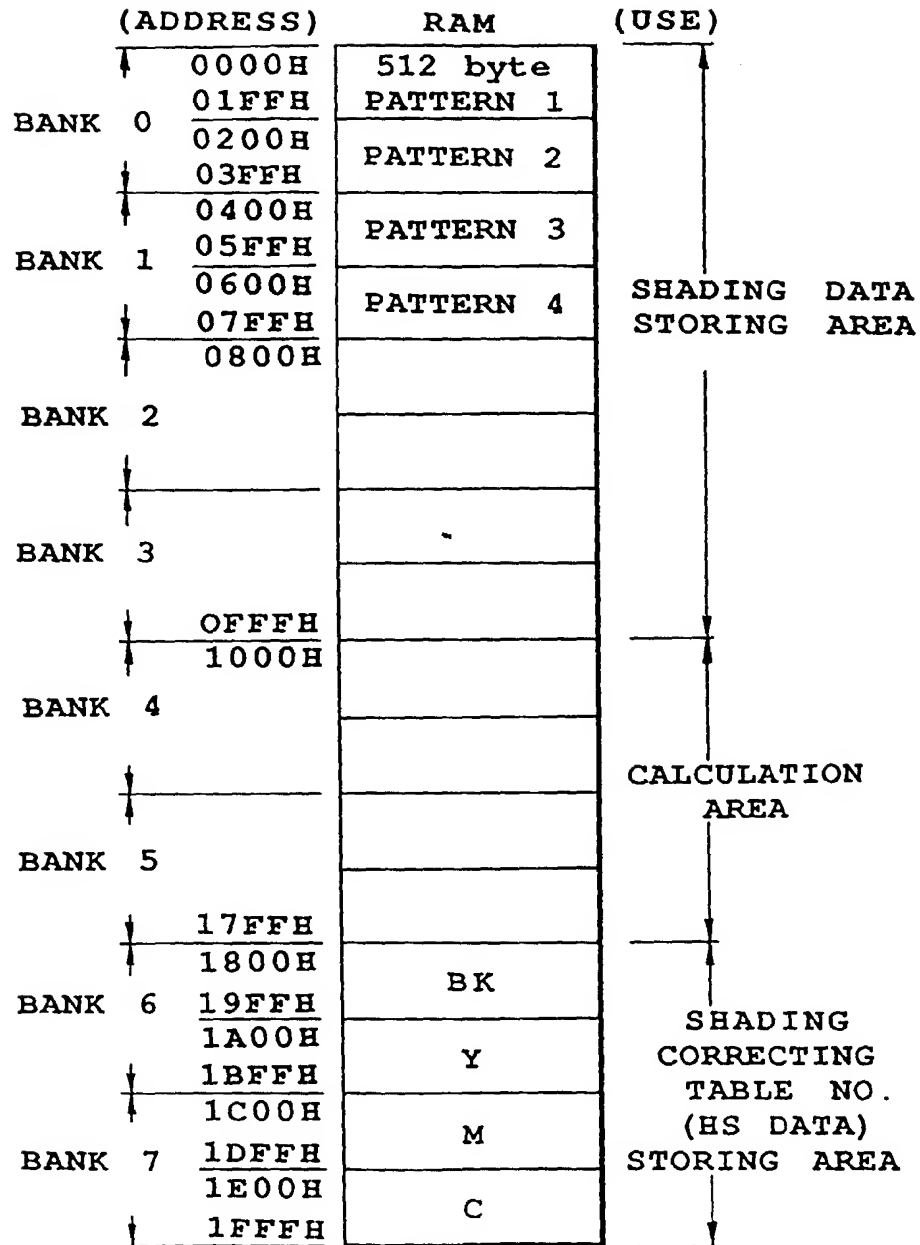 (ADDRESS) RAM (USE)
0000H 512 byte
01FFH PATTERN 1
BANK 0
0200H
PATTERN 2
03FFH
0400H
PATTERN 3
05FFH
BANK 1
0600H
PATTERN 4
SHADING DATA
07FFH
STORING AREA
0800H
BANK 2
BANK 3
0FFFH
1000H
BANK 4
CALCULATION
AREA
BANK 5
17FFH
1800H
BK
BANK 6 19FFH
1A00H
Y
1BFFH
1C00H
M
BANK 7 1DFFH
1E00H
C
1FFFH
SHADING
CORRECTING
TABLE NO.
(HS DATA)
STORING AREA